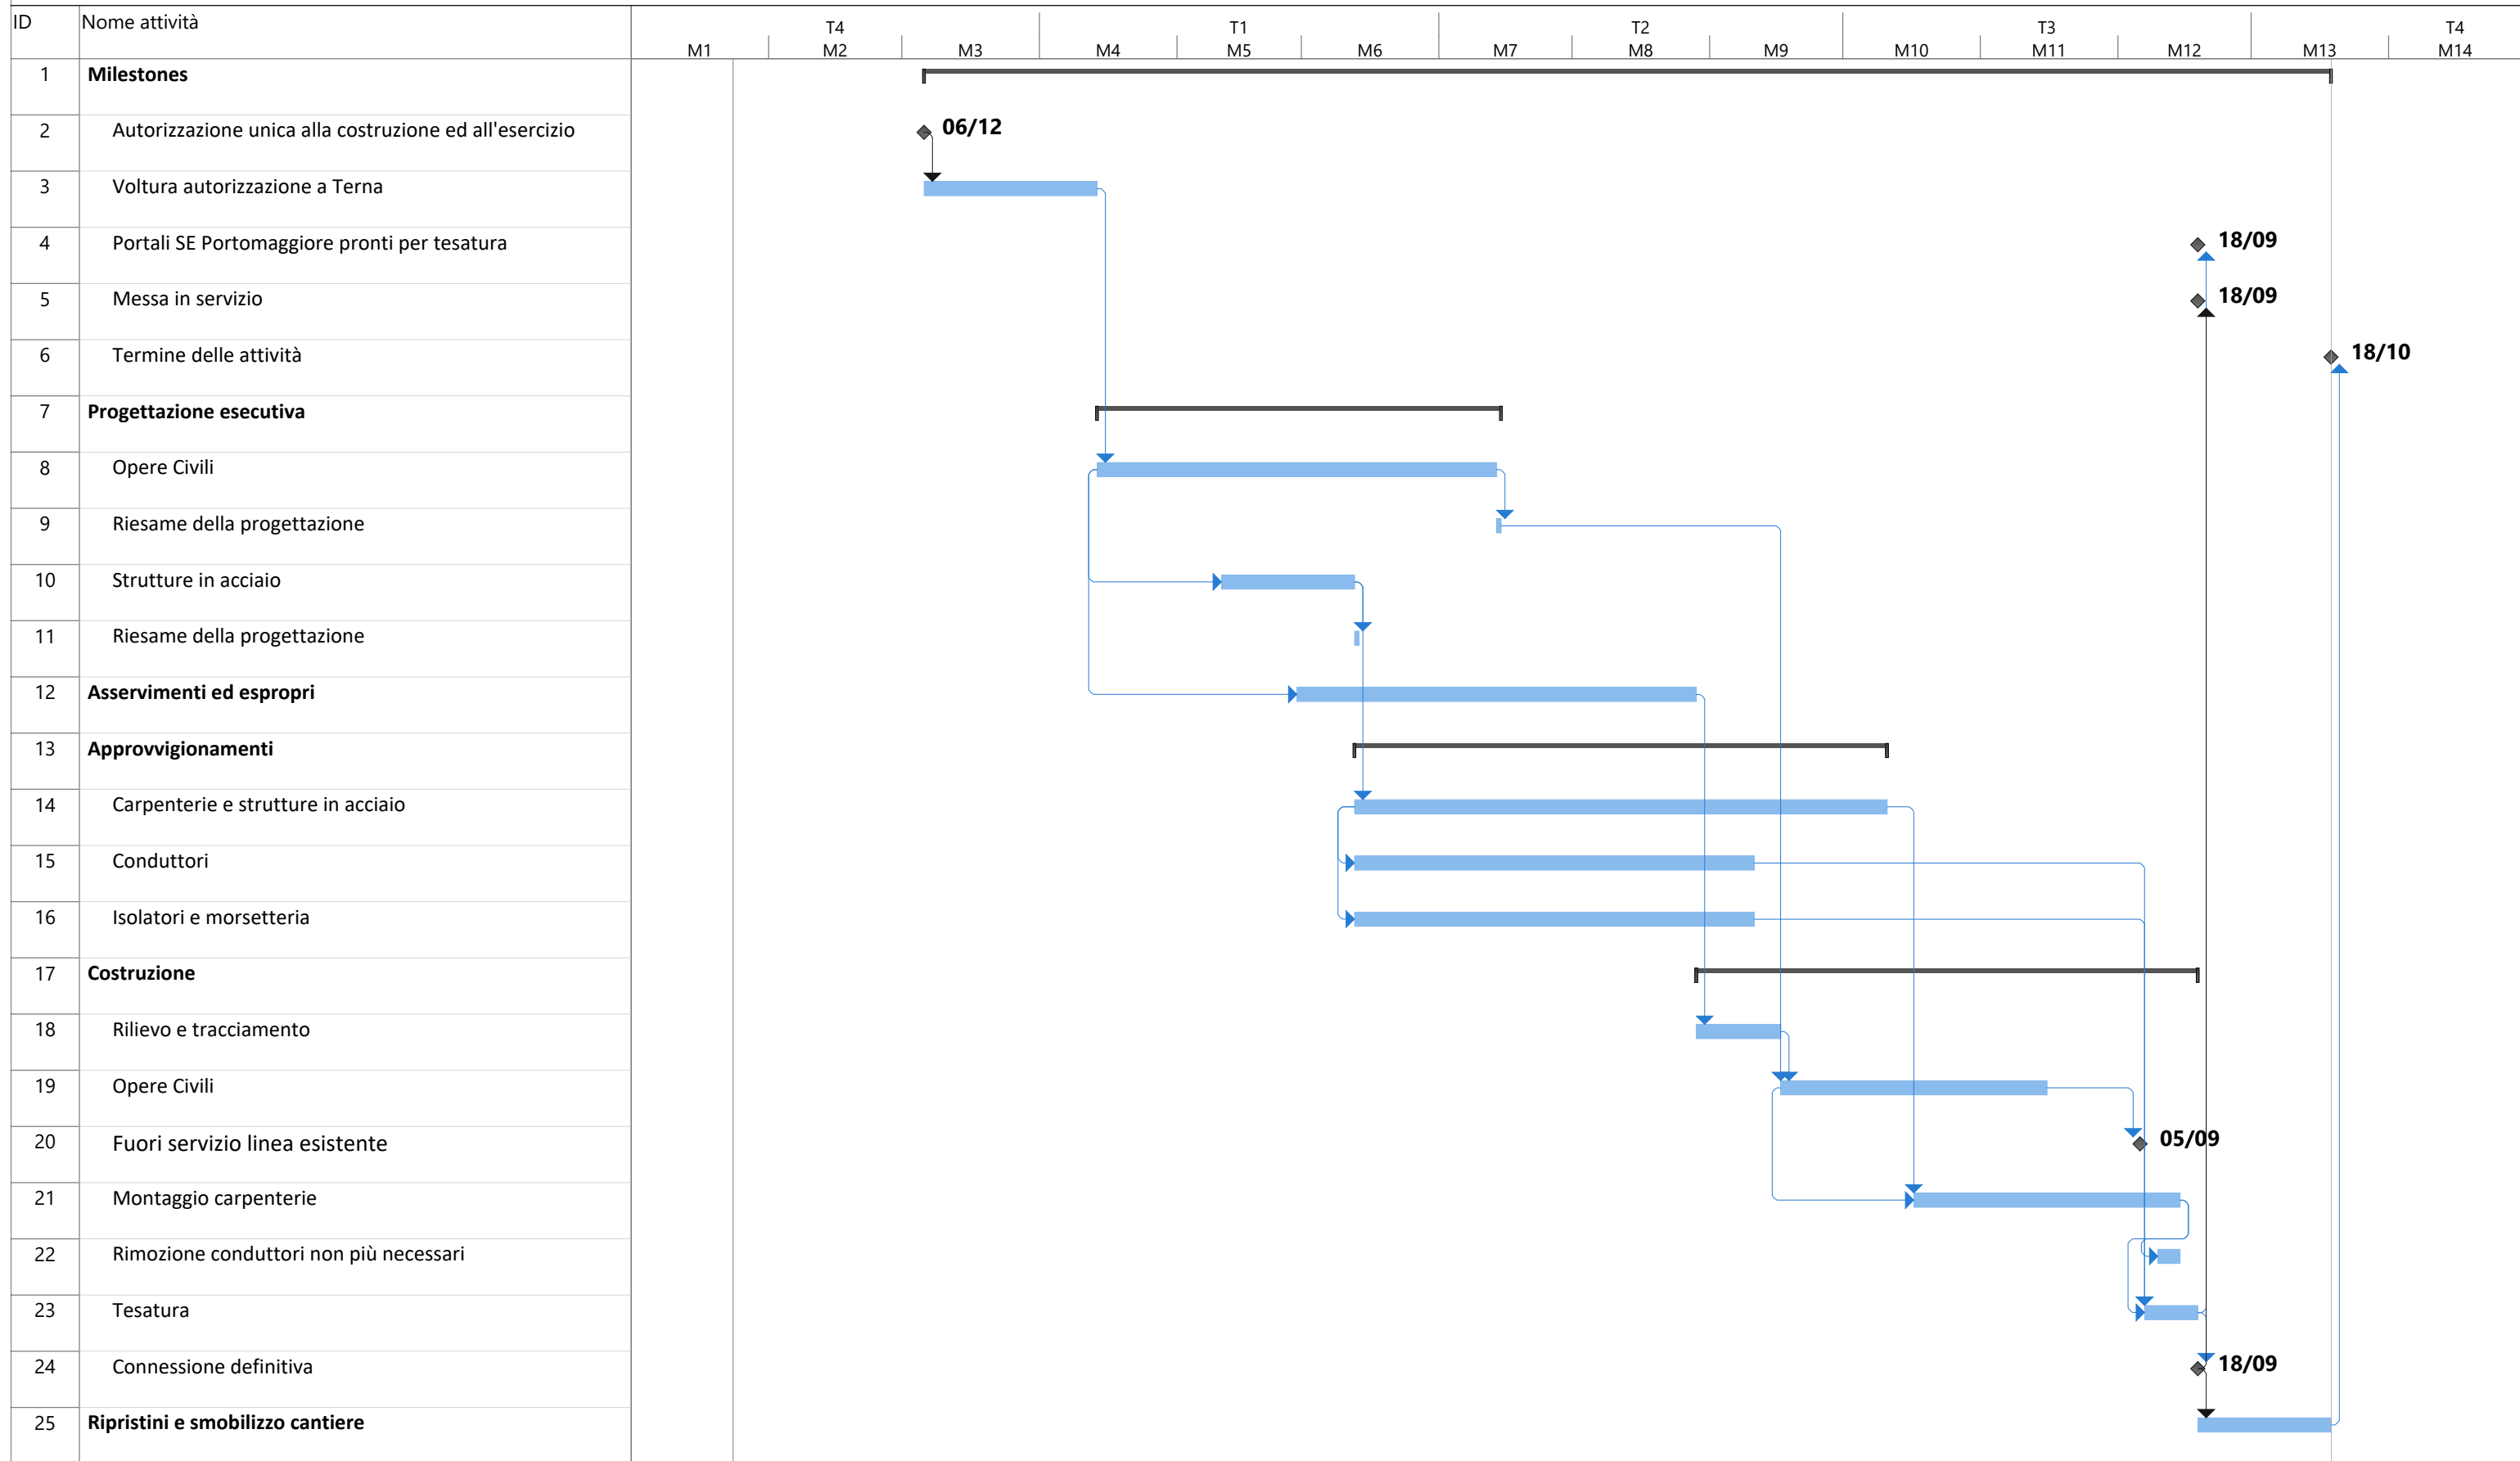 ID Nome attività T4 T1 T2 T3 T4
M1 M2 M3 M4 M5 M6 M7 M8 M9 M10 M11 M12 M13 M14
1 Milestones
2 Autorizzazione unica alla costruzione ed all'esercizio 06/12
3 Voltura autorizzazione a Terna
4 Portali SE Portomaggiore pronti per tesatura 18/09
5 Messa in servizio 18/09
6 Termine delle attività 18/10
7 Progettazione esecutiva
8 Opere Civili
9 Riesame della progettazione
10 Strutture in acciaio
11 Riesame della progettazione
12 Asservimenti ed espropri
13 Approvvigionamenti
14 Carpenterie e strutture in acciaio
15 Conduttori
16 Isolatori e morsetteria
17 Costruzione
18 Rilievo e tracciamento
19 Opere Civili
20 Fuori servizio linea esistente 05/09
21 Montaggio carpenterie
22 Rimozione conduttori non più necessari
23 Tesatura
24 Connessione definitiva 18/09
25 Ripristini e smobilizzo cantiere